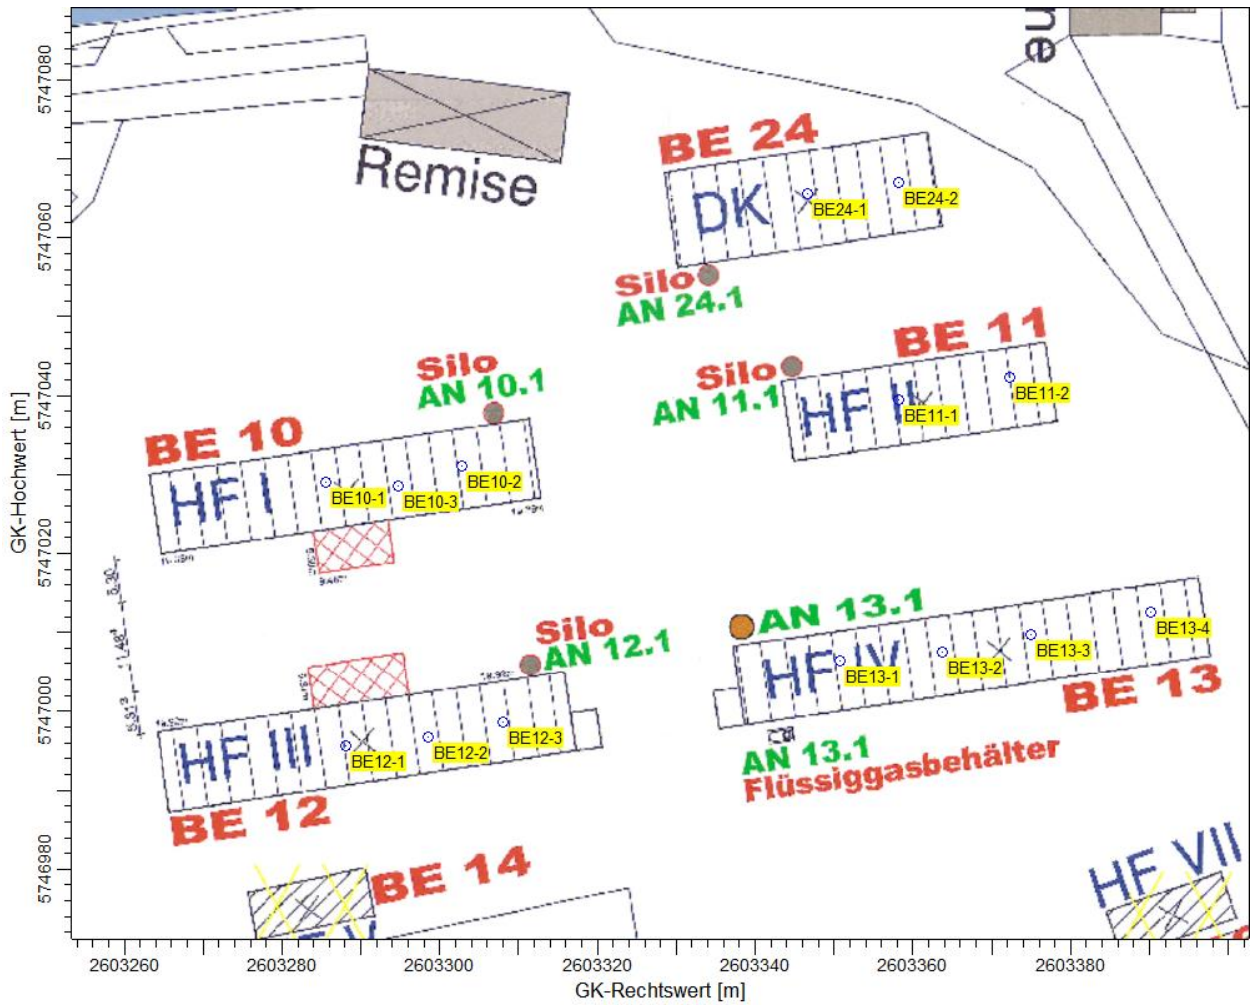 ne
BE 24
Remise
DK
BE24-1
BE24-2
Silo
AN 24.1
BE 11
Silo
AN 10.1
Silo
AN 11.1
HF II
BE11-1
BE11-2
BE 10
HF I
BE10-1
BE10-3
BE10-2
Silo
AN 12.1
AN 13.1
HF IV
BE13-1
BE13-2
BE13-3
BE13-4
BE 13
HF III
BE12-1
BE12-2
BE12-3
AN 13.1
Flüssiggasbehälter
BE 12
BE 14
HF VII
5747080
5747060
5747040
5747020
5747000
5746980
GK-Hochwert [m]
2603260
2603280
2603300
2603320
2603340
2603360
2603380
GK-Rechtswert [m]